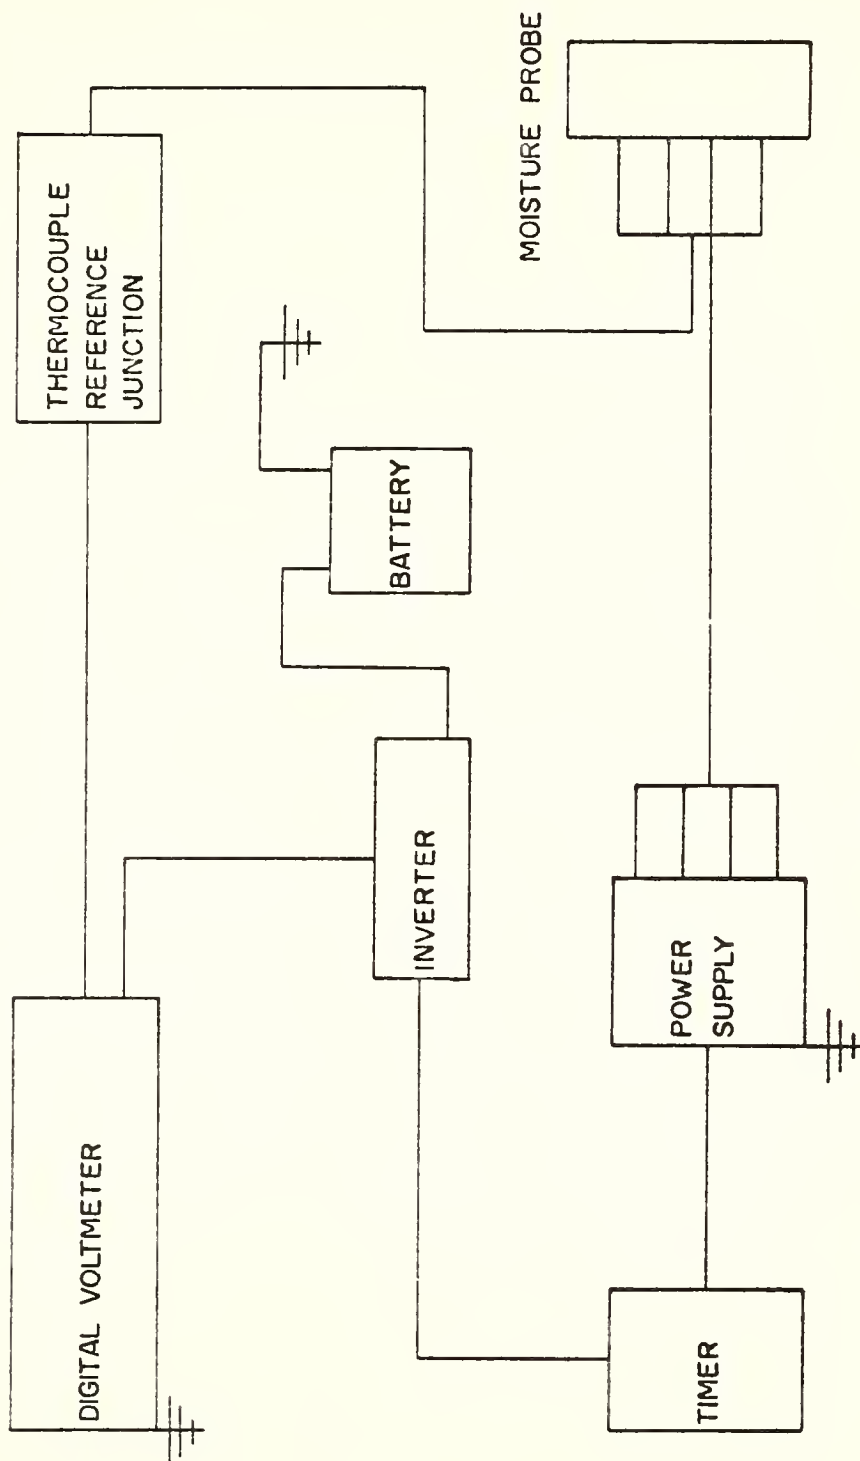 DIGITAL VOLTMETER
THERMOCOUPLE
REFERENCE
JUNCTION
INVERTER
BATTERY
MOISTURE PROBE
TIMER
POWER
SUPPLY